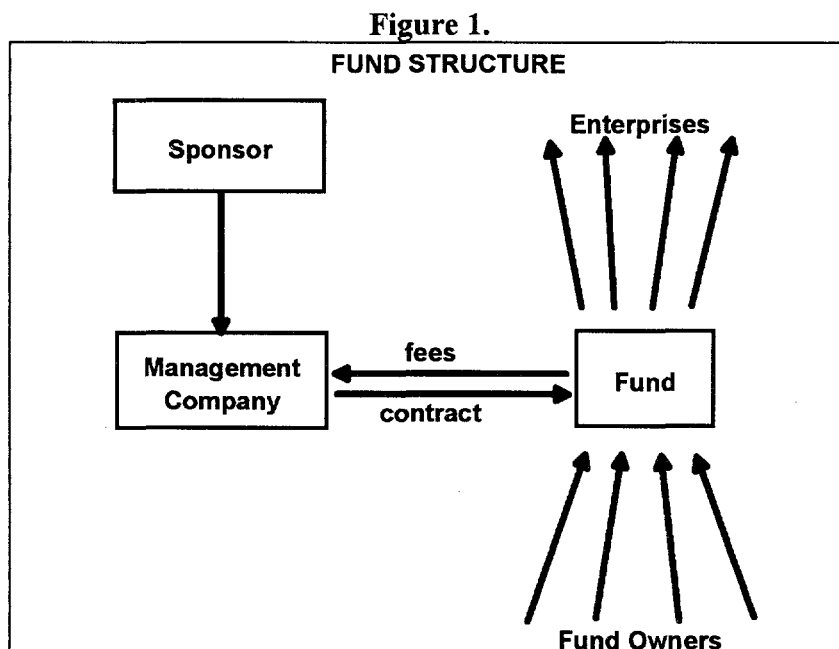 Figure 1.
FUND STRUCTURE
Sponsor
Enterprises
Management
Company
fees
contract
Fund
Fund Owners